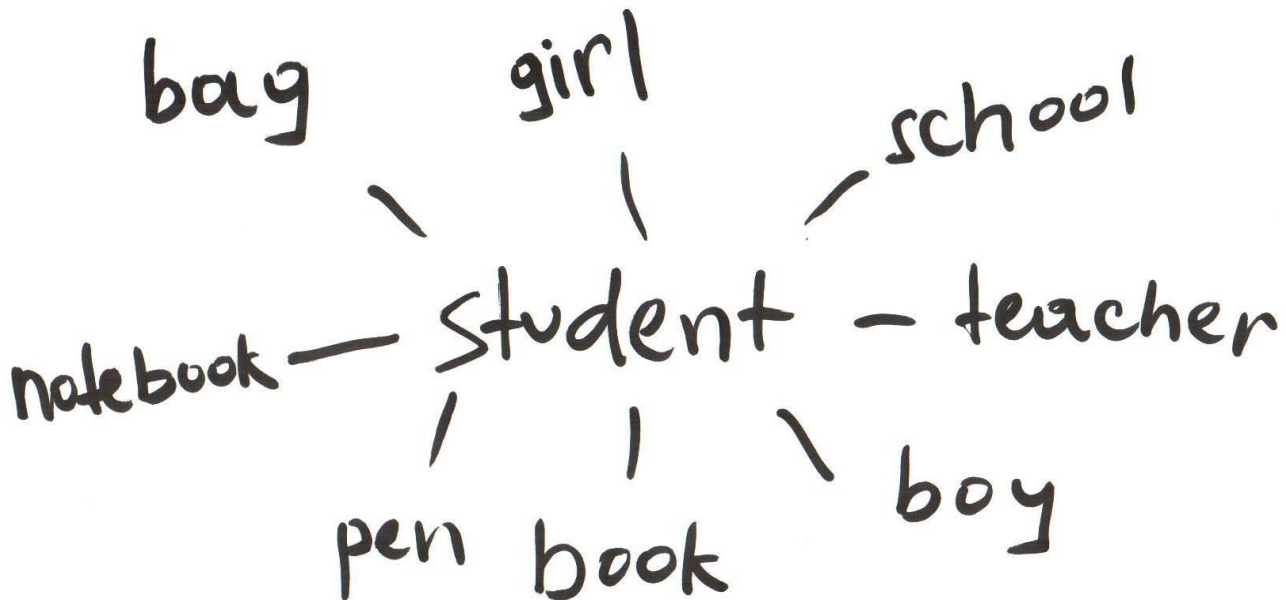 bag
girl
school
student
teacher
notebook
pen
book
boy